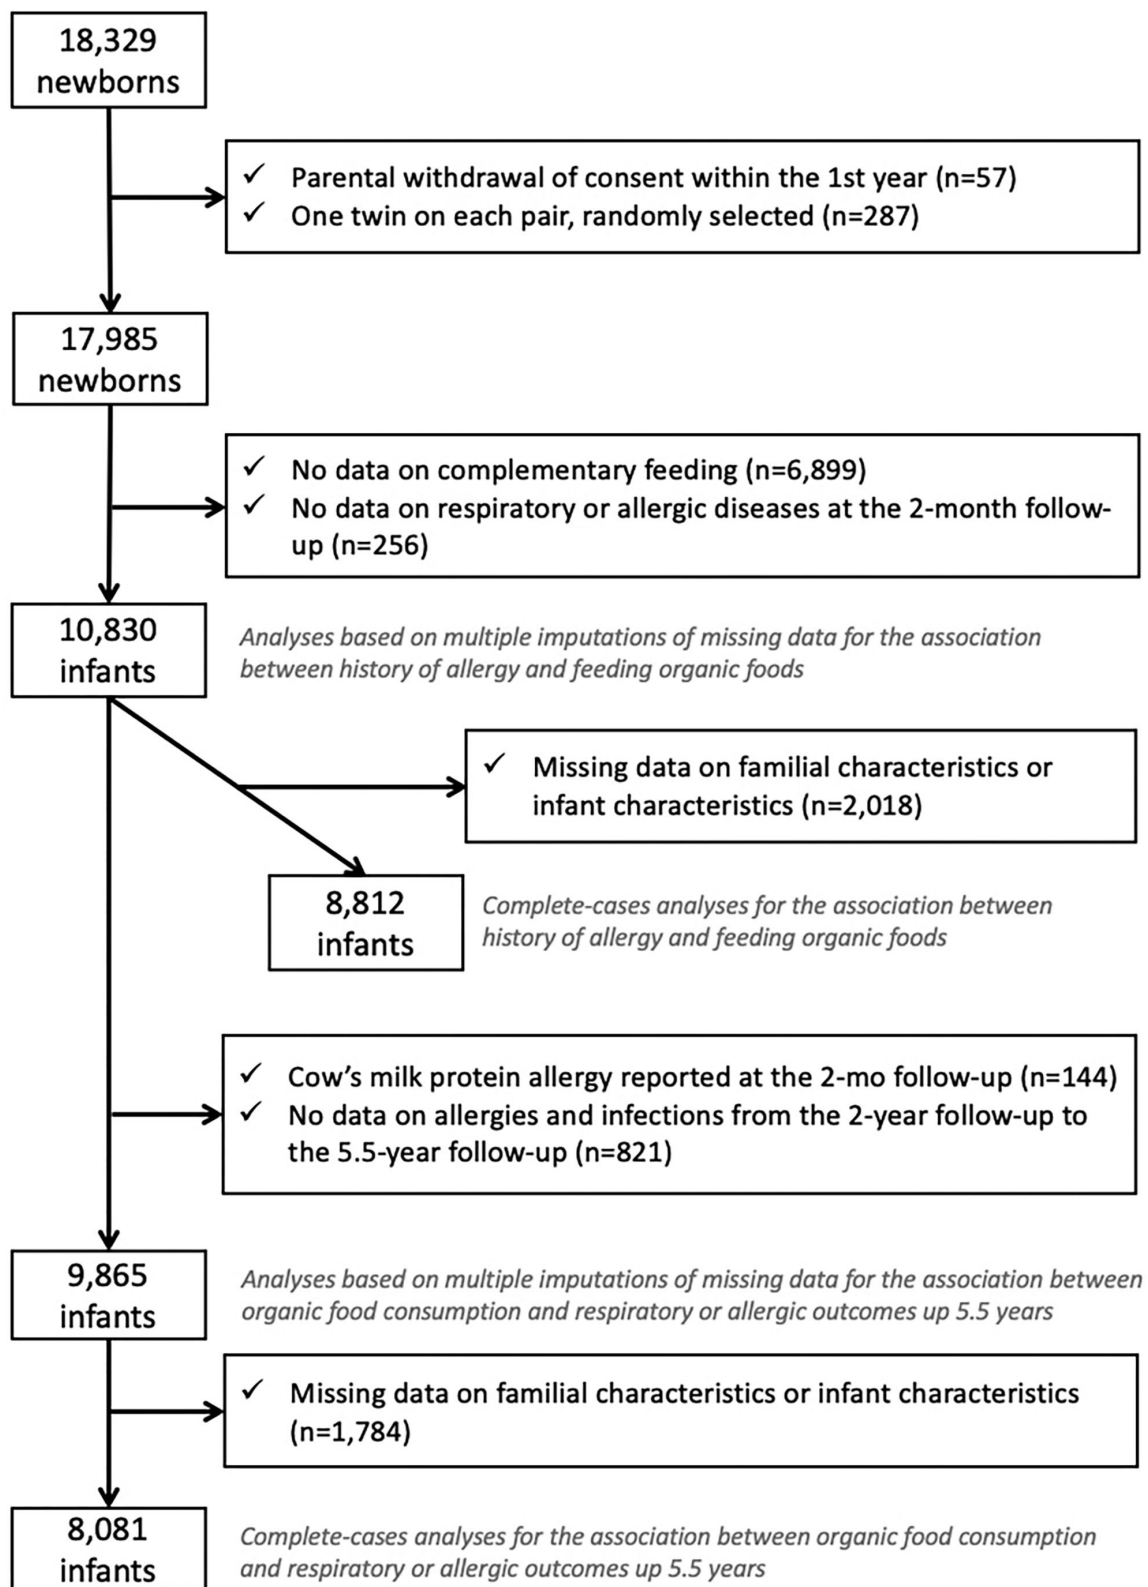 18,329
newborns
✓ Parental withdrawal of consent within the 1st year (n=57)
✓ One twin on each pair, randomly selected (n=287)
17,985
newborns
✓ No data on complementary feeding (n=6,899)
✓ No data on respiratory or allergic diseases at the 2-month follow-
up (n=256)
10,830
infants
Analyses based on multiple imputations of missing data for the association
between history of allergy and feeding organic foods
✓ Missing data on familial characteristics or
infant characteristics (n=2,018)
8,812
infants
Complete-cases analyses for the association between
history of allergy and feeding organic foods
✓ Cow’s milk protein allergy reported at the 2-mo follow-up (n=144)
✓ No data on allergies and infections from the 2-year follow-up to
the 5.5-year follow-up (n=821)
9,865
infants
Analyses based on multiple imputations of missing data for the association between
organic food consumption and respiratory or allergic outcomes up 5.5 years
✓ Missing data on familial characteristics or infant characteristics
(n=1,784)
8,081
infants
Complete-cases analyses for the association between organic food consumption
and respiratory or allergic outcomes up 5.5 years